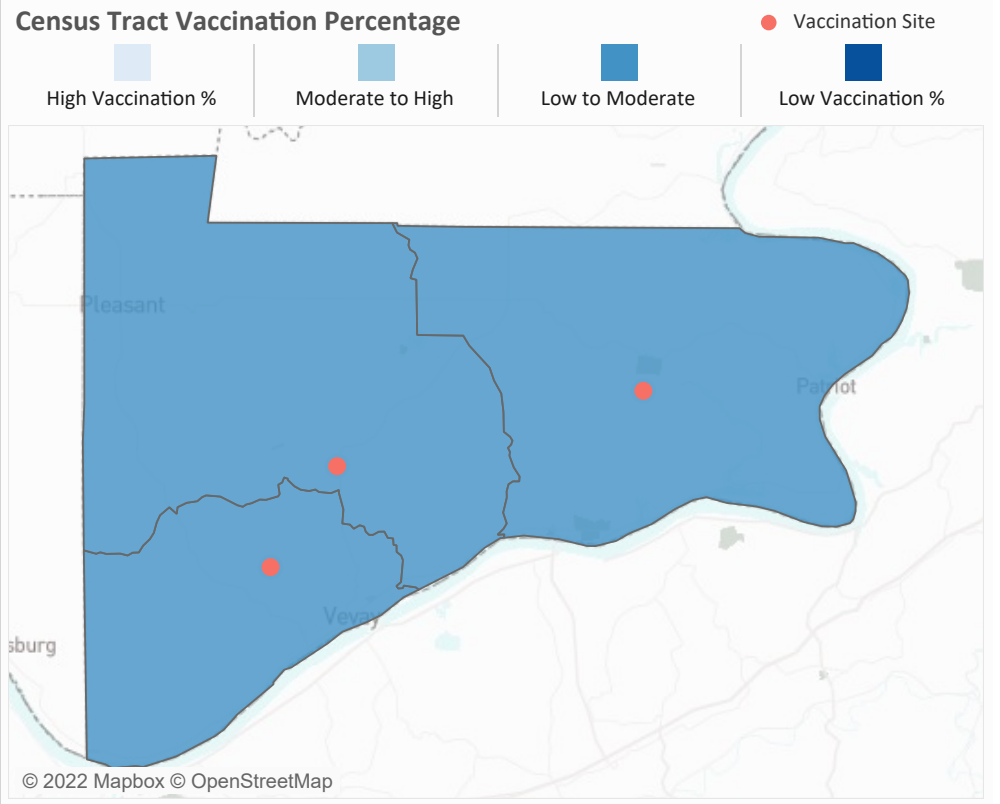 Census Tract Vaccination Percentage
Vaccination Site
High Vaccination %
Moderate to High
Low to Moderate
Low Vaccination %
Pleasant
Patriot
Vevay
sburg
© 2022 Mapbox © OpenStreetMap